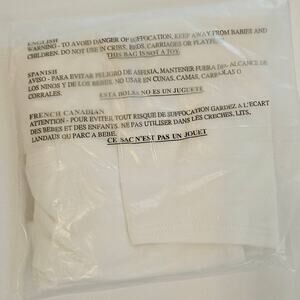 ENGLISH
WARNING - TO AVOID DANGER OF SUFFOCATION, KEEP AWAY FROM BABIES AND
CHILDREN. DO NOT USE IN CRIBS, BEDS, CARRIAGES OR PLAYPENS.
THIS BAG IS NOT A TOY.
SPANISH
AVISO - PARA EVITAR PELIGRO DE ASFIXIA, MANTENER FUERA DEL ALCANCE DE
LOS NINOS Y DE LOS BEBES. NO USAR EN CUNAS, CAMAS, CARRIOLAS O
CORRALES.
ESTA BOLSA NO ES UN JUGUETE.
FRENCH CANADIAN
ATTENTION - POUR EVITER TOUT RISQUE DE SUFFOCATION GARDEZ A L'ECART
DES BEBES ET DES ENFANTS. NE PAS UTILISER DANS LES CRECHES, LITS,
LANDAUS OU PARC A BEBE.
CE SAC N'EST PAS UN JOUET